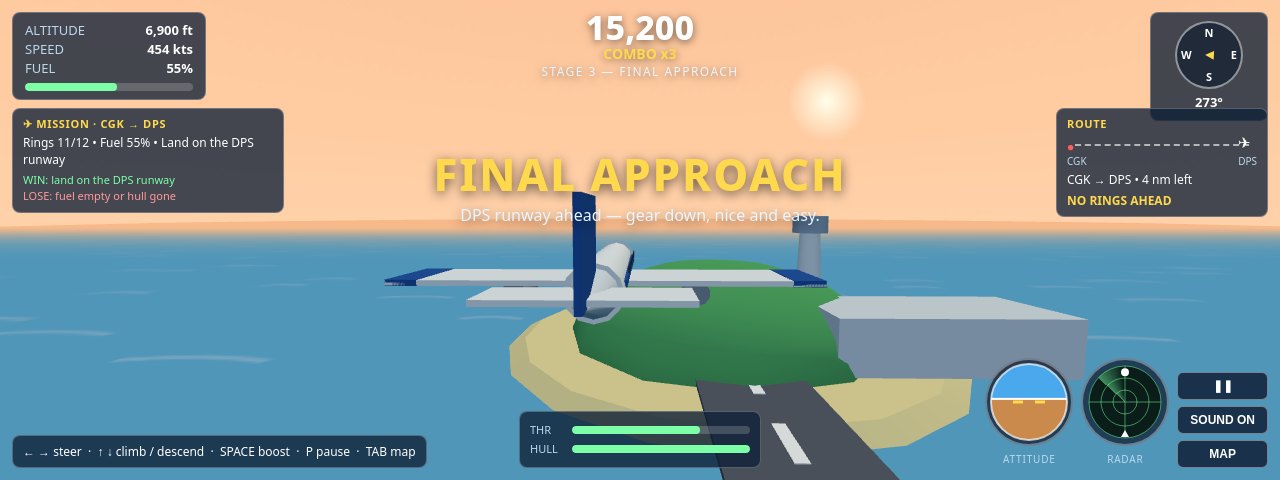 ALTITUDE 6,900 ft
SPEED 454 kts
FUEL 55%
✈ MISSION · CGK → DPS
Rings 11/12 • Fuel 55% • Land on the DPS
runway
WIN: land on the DPS runway
LOSE: fuel empty or hull gone
15,200
COMBO x3
STAGE 3 — FINAL APPROACH
FINAL APPROACH
DPS runway ahead — gear down, nice and easy.
N
W E
S
273°
ROUTE
CGK DPS
CGK → DPS • 4 nm left
NO RINGS AHEAD
← → steer · ↑ ↓ climb / descend · SPACE boost · P pause · TAB map
THR
HULL
ATTITUDE
RADAR
SOUND ON
MAP